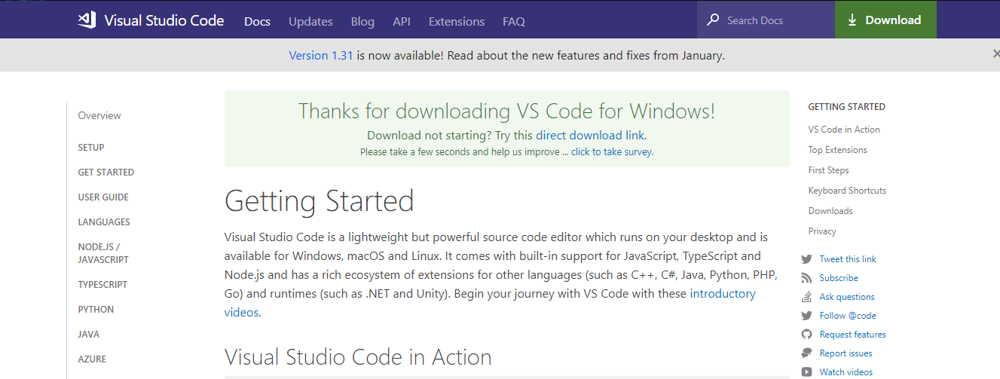 Visual Studio Code Docs Updates Blog API Extensions FAQ Search Docs Download
Version 1.31 is now available! Read about the new features and fixes from January.
Overview
SETUP
GET STARTED
USER GUIDE
LANGUAGES
NODE.JS /
JAVASCRIPT
TYPESCRIPT
PYTHON
JAVA
AZURE
Thanks for downloading VS Code for Windows!
Download not starting? Try this direct download link.
Please take a few seconds and help us improve ... click to take survey.
Getting Started
Visual Studio Code is a lightweight but powerful source code editor which runs on your desktop and is
available for Windows, macOS and Linux. It comes with built-in support for JavaScript, TypeScript and
Node.js and has a rich ecosystem of extensions for other languages (such as C++, C#, Java, Python, PHP,
Go) and runtimes (such as .NET and Unity). Begin your journey with VS Code with these introductory
videos.
Visual Studio Code in Action
GETTING STARTED
VS Code in Action
Top Extensions
First Steps
Keyboard Shortcuts
Downloads
Privacy
Tweet this link
Subscribe
Ask questions
Follow @code
Request features
Report issues
Watch videos